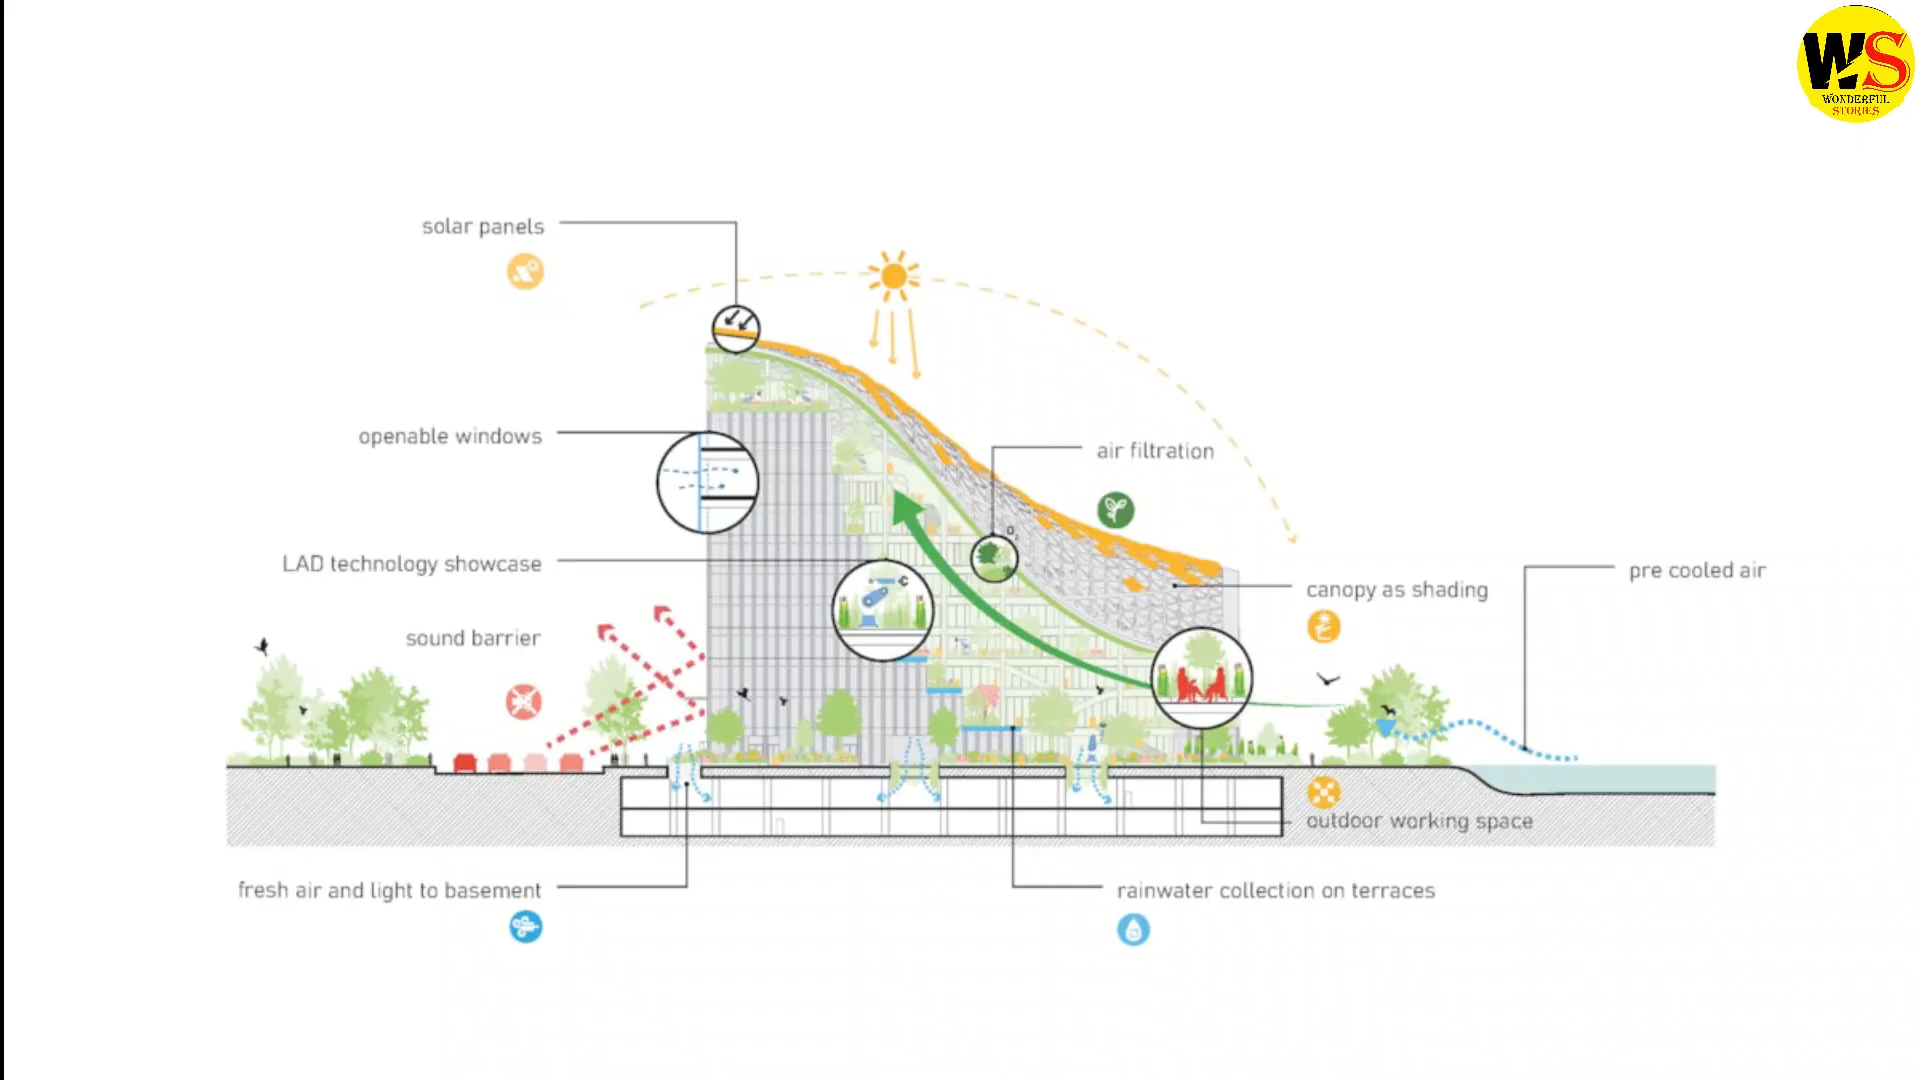 WS
WONDERFUL
STORIES
solar panels
openable windows
air filtration
LAD technology showcase
pre cooled air
canopy as shading
sound barrier
outdoor working space
fresh air and light to basement
rainwater collection on terraces